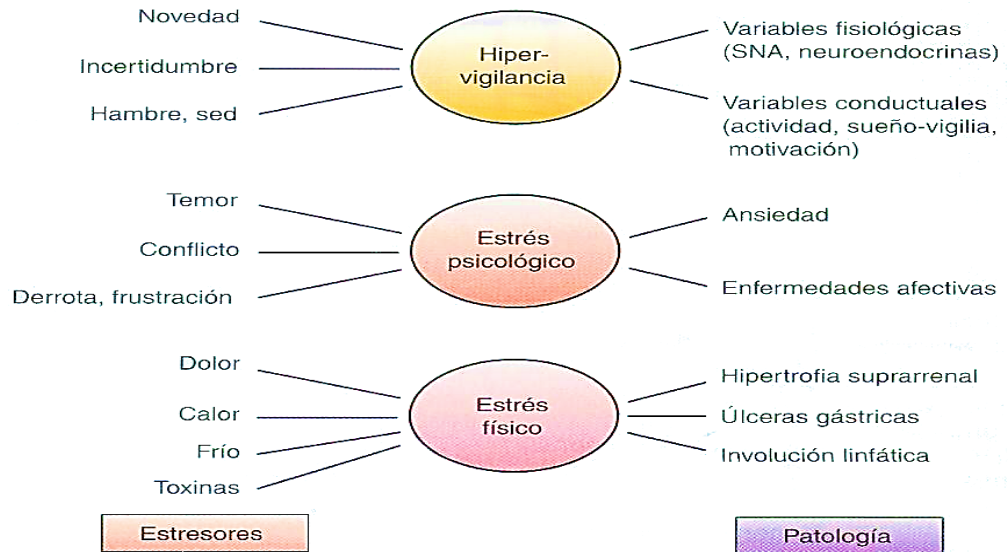 Novedad
Incertidumbre
Hambre, sed
Hiper-
vigilancia
Variables fisiológicas
(SNA, neuroendocrinas)
Variables conductuales
(actividad, sueño-vigilia,
motivación)
Temor
Conflicto
Derrota, frustración
Estrés
psicológico
Ansiedad
Enfermedades afectivas
Dolor
Calor
Frío
Toxinas
Estrés
físico
Hipertrofia suprarrenal
Úlceras gástricas
Involución linfática
Estresores
Patología